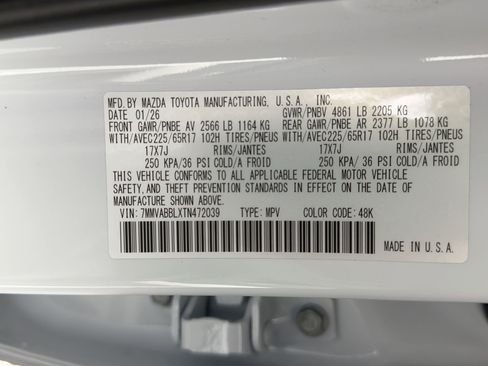 MFD. BY MAZDA TOYOTA MANUFACTURING, U.S.A., INC.
DATE 01/26 GVWR/PNBV 4861 LB 2205 KG
FRONT GAWR/PNBE AV 2566 LB 1164 KG REAR GAWR/PNBE AR 2377 LB 1078 KG
WITH/AVEC225/65R17 102H TIRES/PNEUS WITH/AVEC225/65R17 102H TIRES/PNEUS
17X7J RIMS/JANTES 17X7J RIMS/JANTES
250 KPA/36 PSI COLD/A FROID 250 KPA/36 PSI COLD/A FROID
THIS VEHICLE CONFORMS TO ALL APPLICABLE FEDERAL MOTOR VEHICLE
SAFETY, AND THEFT PREVENTION STANDARDS IN EFFECT ON THE DATE OF
MANUFACTURE SHOWN ABOVE.
VIN: 7MMVABBLXTN472039 TYPE: MPV COLOR CODE: 48K
MADE IN U.S.A.